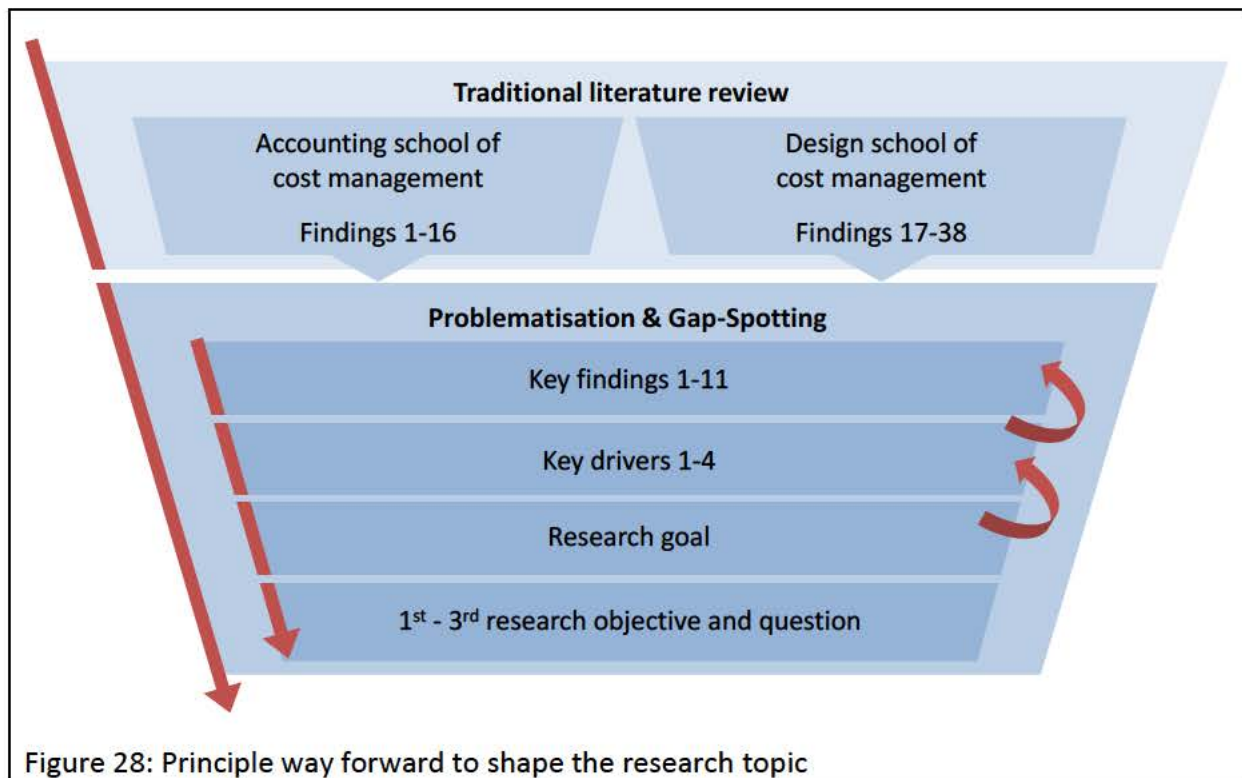 Traditional literature review
Accounting school of
cost management
Findings 1-16
Design school of
cost management
Findings 17-38
Problematisation & Gap-Spotting
Key findings 1-11
Key drivers 1-4
Research goal
1st - 3rd research objective and question
Figure 28: Principle way forward to shape the research topic